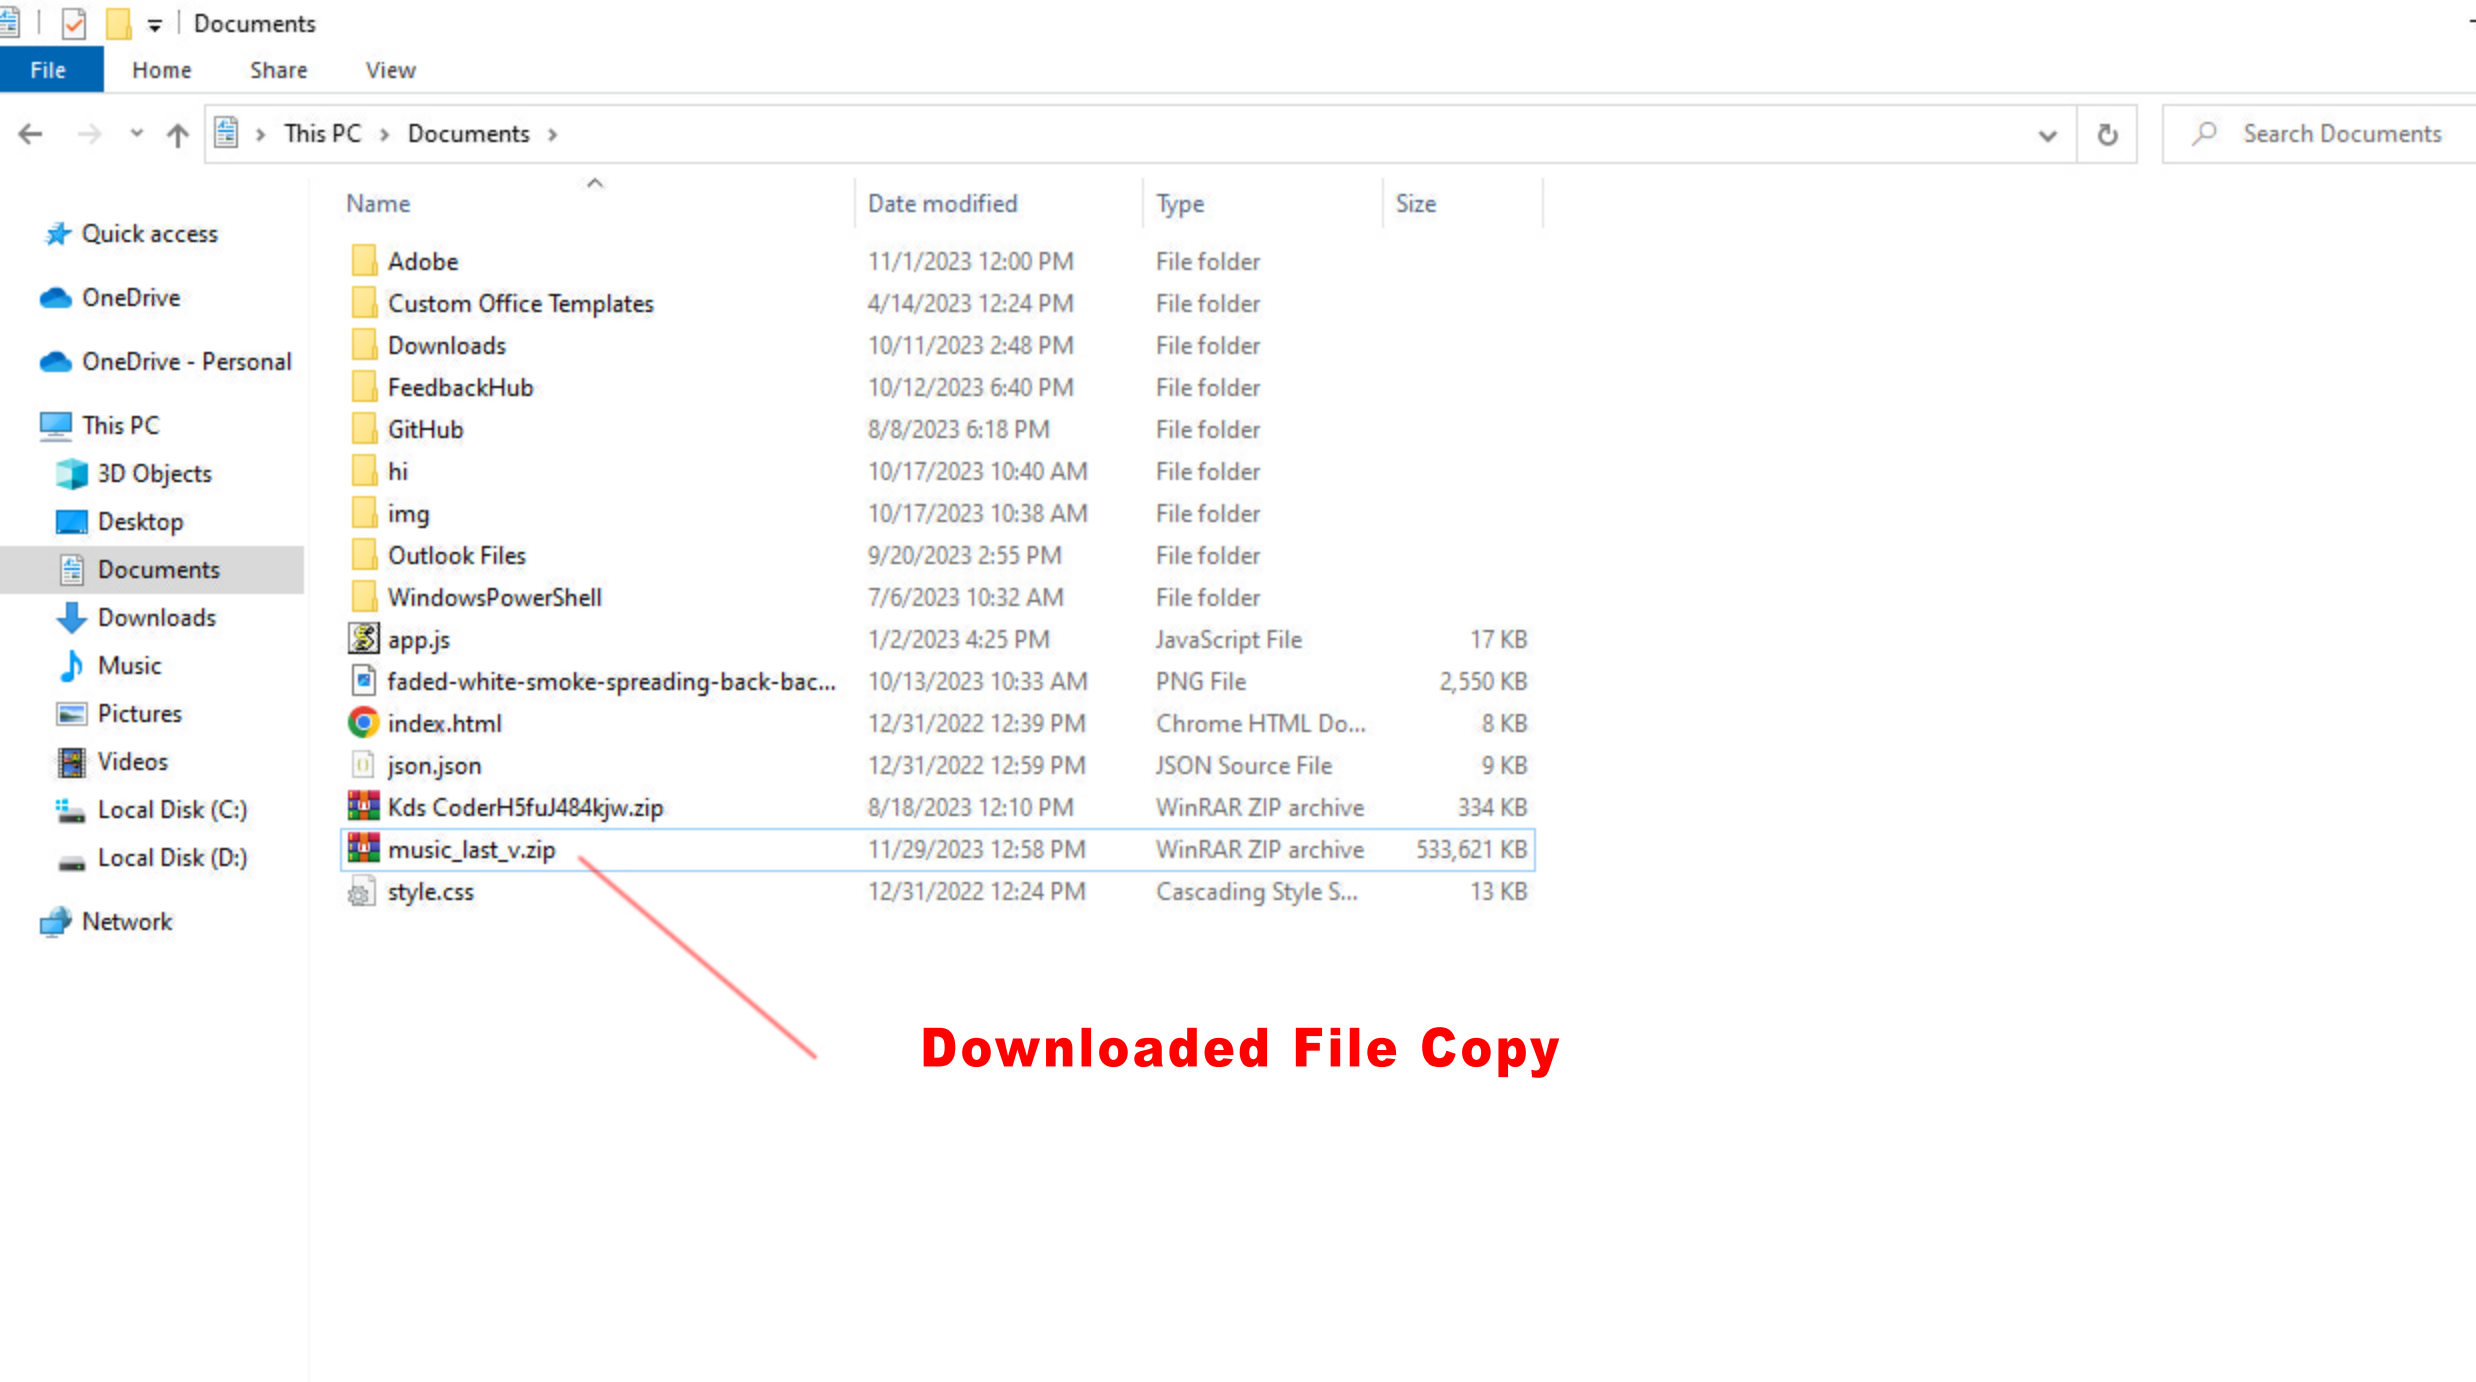 Documents
File Home Share View
This PC > Documents > Search Documents
Name Date modified Type Size
Quick access
OneDrive
OneDrive - Personal
This PC
3D Objects
Desktop
Documents
Downloads
Music
Pictures
Videos
Local Disk (C:)
Local Disk (D:)
Network
Adobe 11/1/2023 12:00 PM File folder
Custom Office Templates 4/14/2023 12:24 PM File folder
Downloads 10/11/2023 2:48 PM File folder
FeedbackHub 10/12/2023 6:40 PM File folder
GitHub 8/8/2023 6:18 PM File folder
hi 10/17/2023 10:40 AM File folder
img 10/17/2023 10:38 AM File folder
Outlook Files 9/20/2023 2:55 PM File folder
WindowsPowerShell 7/6/2023 10:32 AM File folder
app.js 1/2/2023 4:25 PM JavaScript File 17 KB
faded-white-smoke-spreading-back-bac... 10/13/2023 10:33 AM PNG File 2,550 KB
index.html 12/31/2022 12:39 PM Chrome HTML Do... 8 KB
json.json 12/31/2022 12:59 PM JSON Source File 9 KB
Kds CoderH5fuJ484kjw.zip 8/18/2023 12:10 PM WinRAR ZIP archive 334 KB
music_last_v.zip 11/29/2023 12:58 PM WinRAR ZIP archive 533,621 KB
style.css 12/31/2022 12:24 PM Cascading Style S... 13 KB
Downloaded File Copy